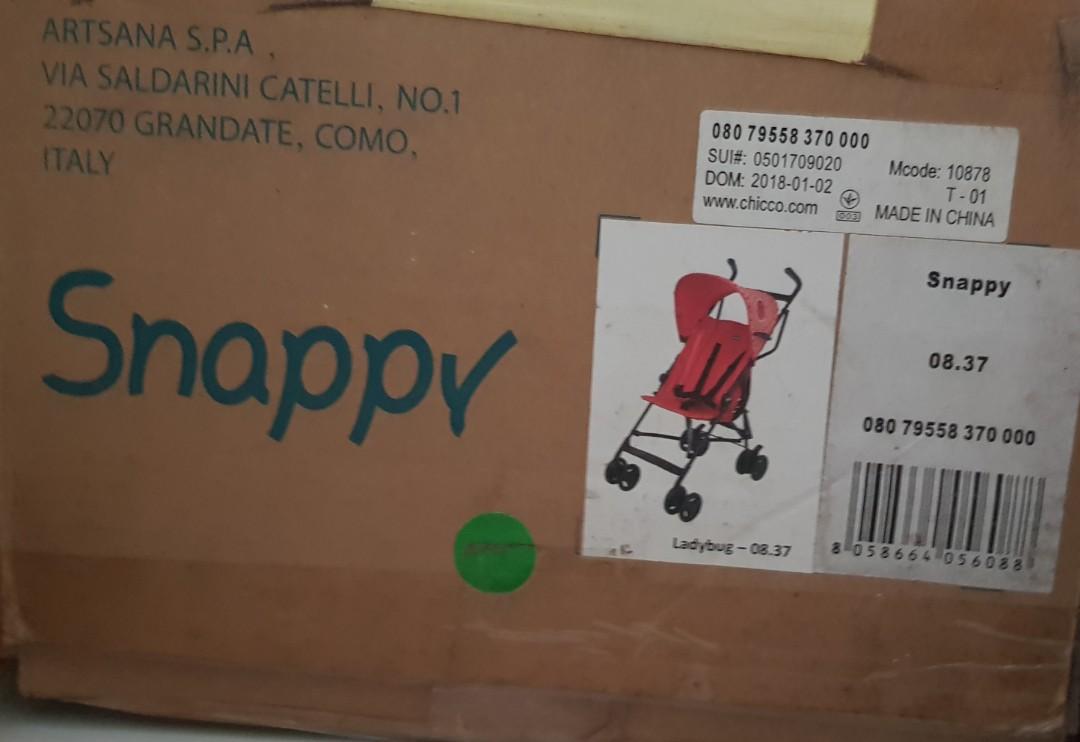 ARTSANA S.P.A ,
VIA SALDARINI CATELLI, NO.1
22070 GRANDATE, COMO,
ITALY
Snappy
080 79558 370 000
SUI#: 0501709020
Mcode: 10878
DOM: 2018-01-02
T - 01
www.chicco.com
003
MADE IN CHINA
Ladybug – 08.37
Snappy
08.37
080 79558 370 000
8 058664 056088